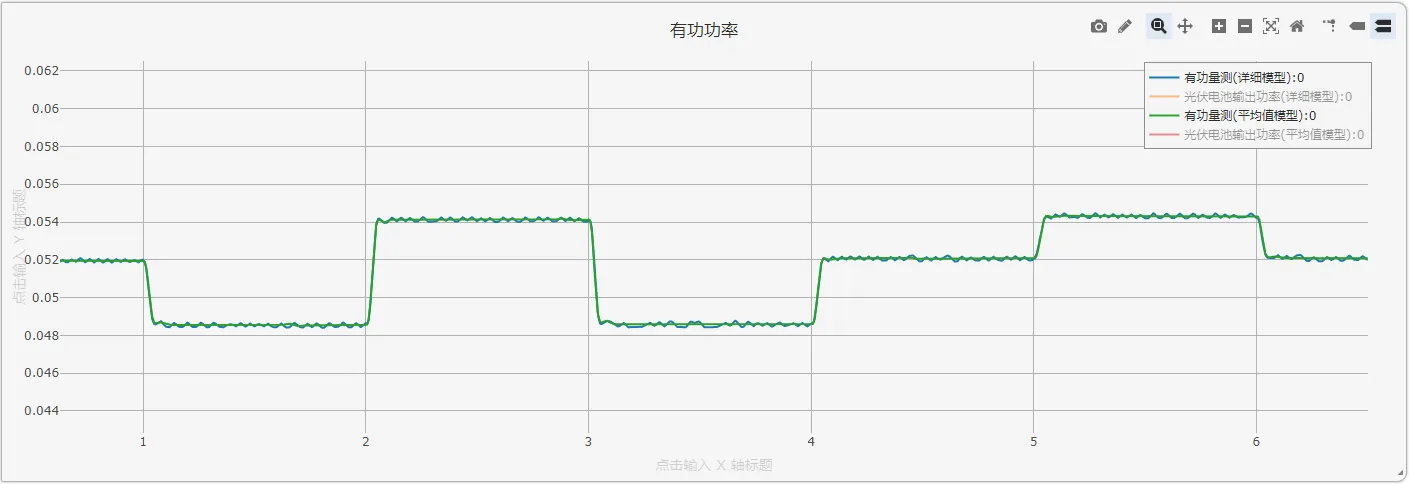 有功功率
有功量测(详细模型):0
光伏电池输出功率(详细模型):0
有功量测(平均值模型):0
光伏电池输出功率(平均值模型):0
0.062
0.06
0.058
0.056
0.054
0.052
0.05
0.048
0.046
0.044
点击输入 Y 轴标题
1 2 3 4 5 6
点击输入 X 轴标题